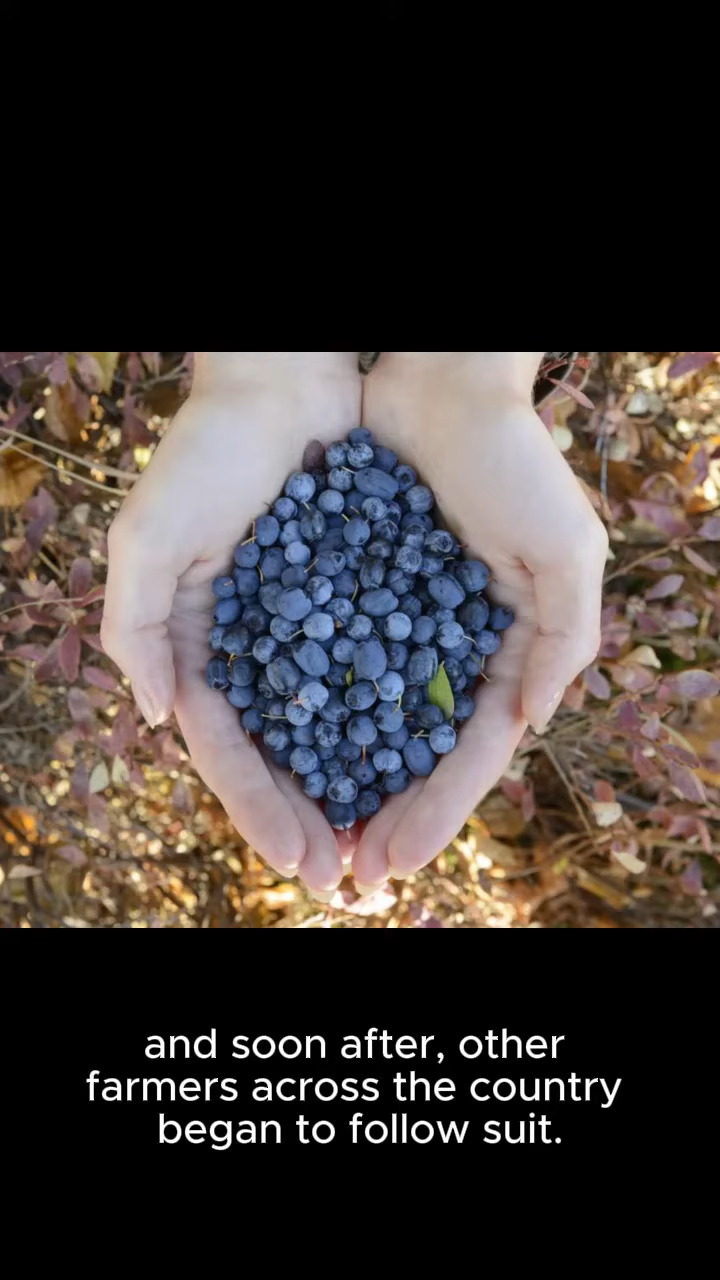 and soon after, other
farmers across the country
began to follow suit.